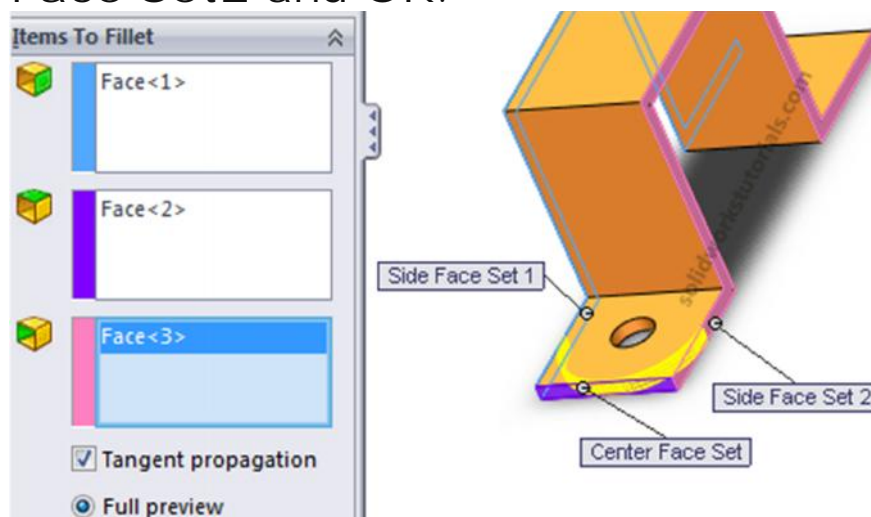 Face Set2 and OK.
Items To Fillet
Face<1>
Face<2>
Face<3>
Tangent propagation
Full preview
Side Face Set 1
Side Face Set 2
Center Face Set
solidworkstutorials.com